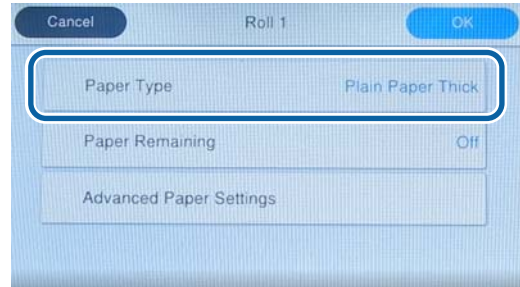 Cancel Roll 1 OK
Paper Type Plain Paper Thick
Paper Remaining Off
Advanced Paper Settings